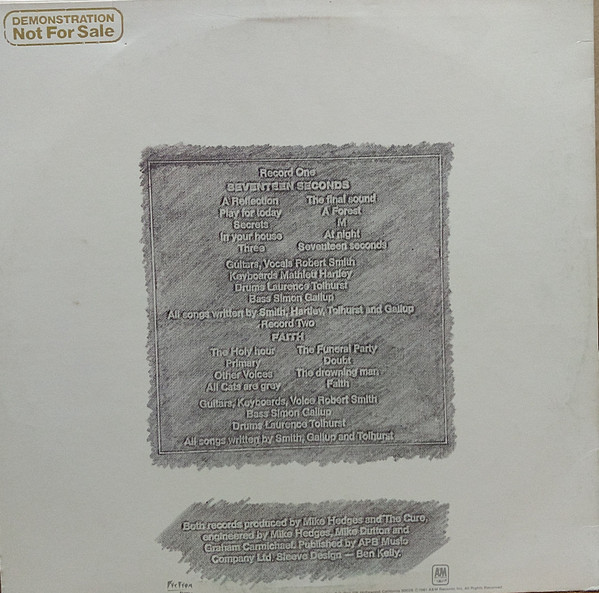 DEMONSTRATION
Not For Sale
Record One
SEVENTEEN SECONDS
A Reflection The final sound
Play for today A Forest
Secrets M
In your house At night
Three Seventeen seconds
Guitars, Vocals Robert Smith
Keyboards Mathieu Hartley
Drums Laurence Tolhurst
Bass Simon Gallup
All songs written by Smith, Hartley, Tolhurst and Gallup
Record Two
FAITH
The Holy hour The Funeral Party
Primary Doubt
Other Voices The drowning man
All Cats are grey Faith
Guitars, Keyboards, Voice Robert Smith
Bass Simon Gallup
Drums Laurence Tolhurst
All songs written by Smith, Gallup and Tolhurst
Both records produced by Mike Hedges and The Cure,
engineered by Mike Hedges, Mike Dutton and
Graham Carmichael. Published by APB Music
Company Ltd. Sleeve Design — Ben Kelly.
Fiction
A&M
A&M Records, Inc. All Rights Reserved